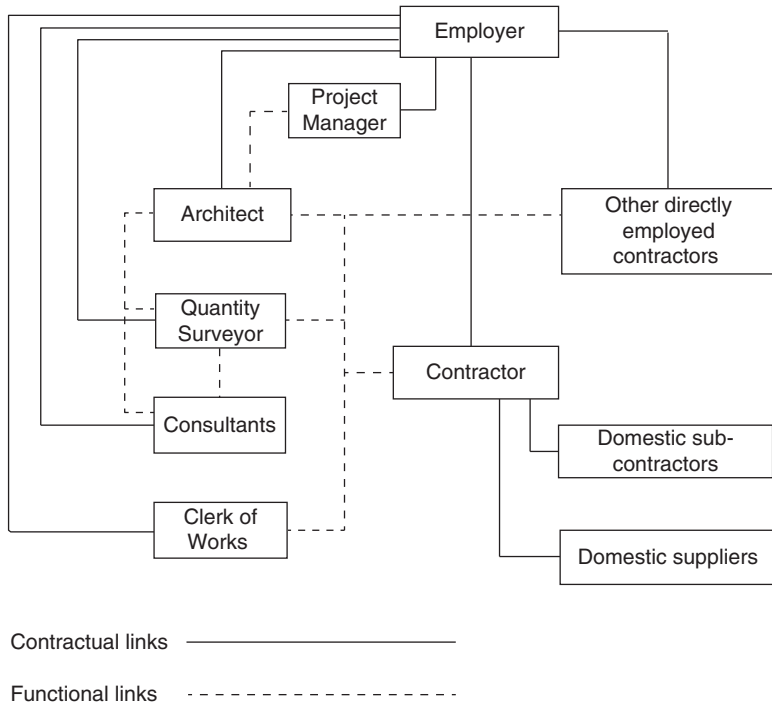 Employer
Project
Manager
Architect
Other directly
employed
contractors
Quantity
Surveyor
Contractor
Consultants
Domestic sub-
contractors
Clerk of
Works
Domestic suppliers
Contractual links
Functional links